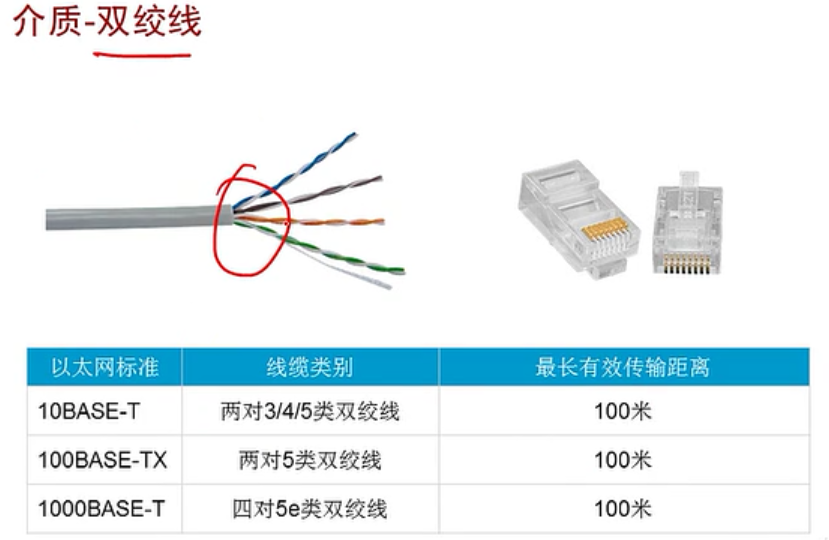 介质-双绞线
以太网标准 线缆类别 最长有效传输距离
10BASE-T 两对3/4/5类双绞线 100米
100BASE-TX 两对5类双绞线 100米
1000BASE-T 四对5e类双绞线 100米